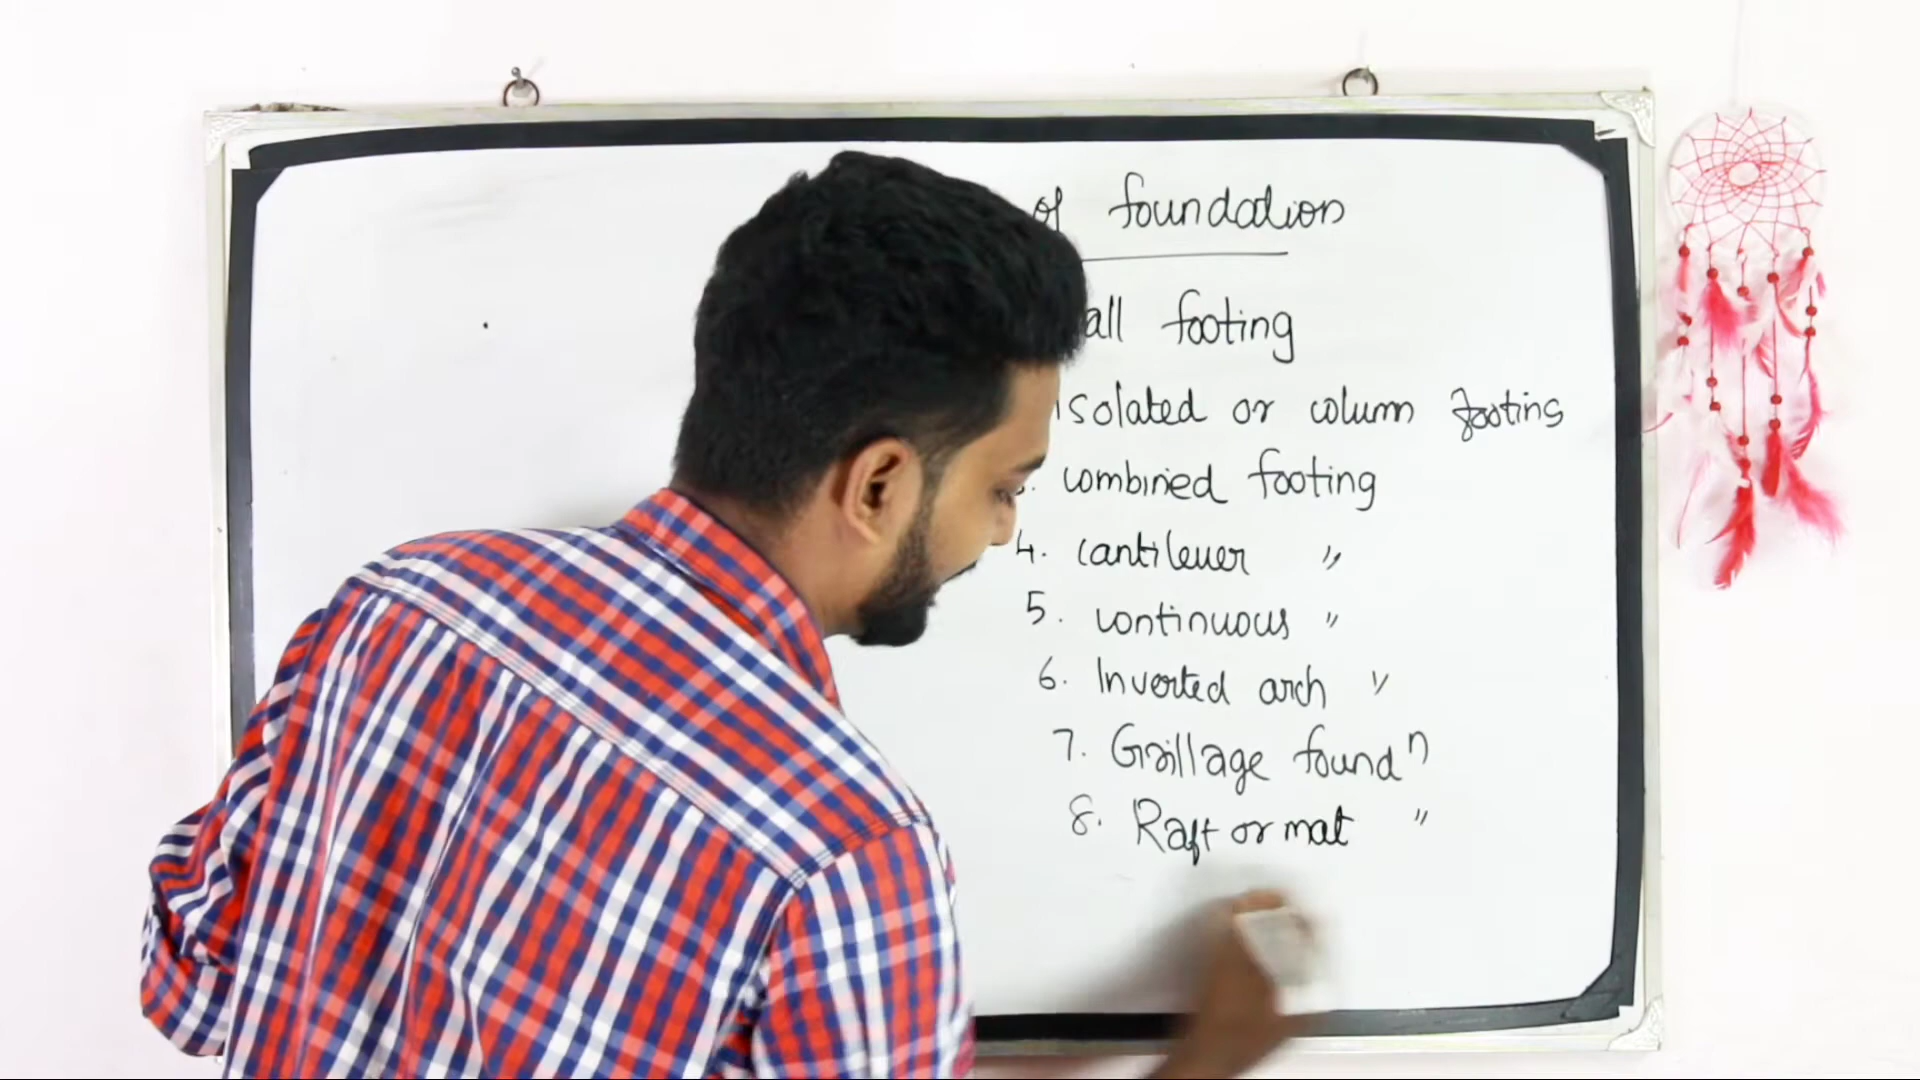 of foundation
all footing
Isolated or column footing
combined footing
4. cantilever "
5. continuous "
6. Inverted arch "
7. Grillage foundn
8. Raft or mat "